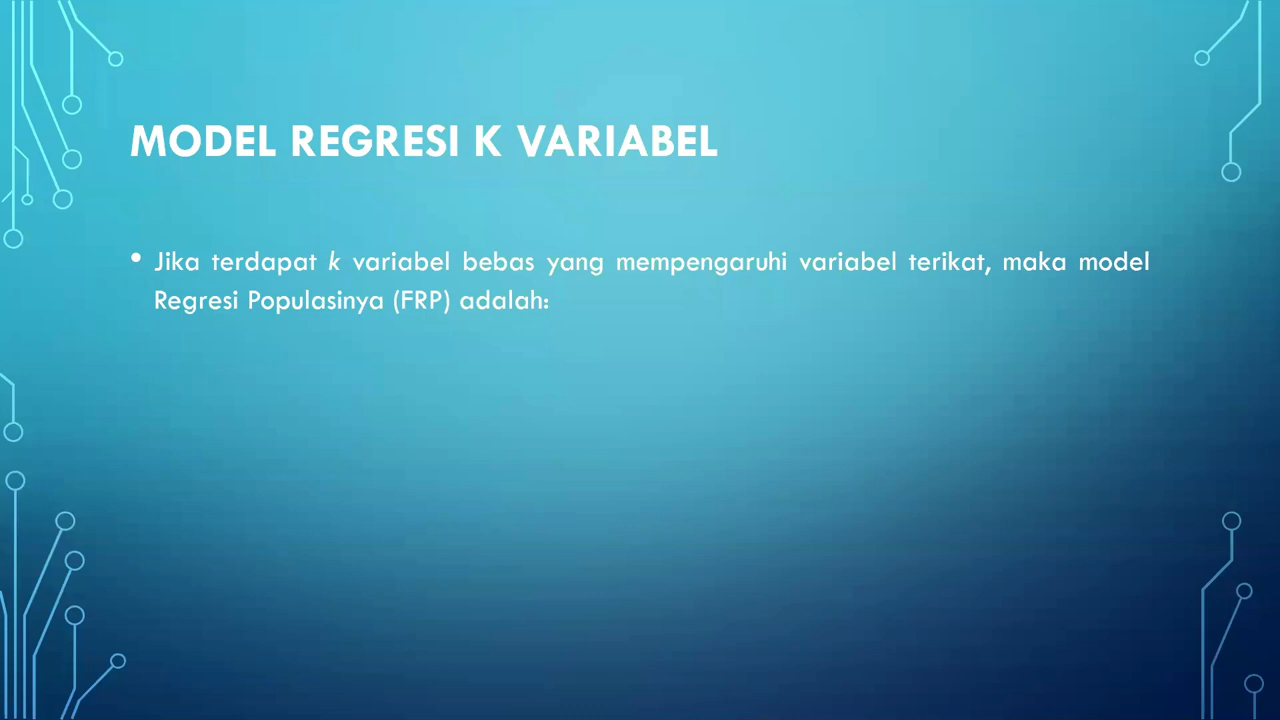 MODEL REGRESI K VARIABEL
• Jika terdapat k variabel bebas yang mempengaruhi variabel terikat, maka model
Regresi Populasinya (FRP) adalah: